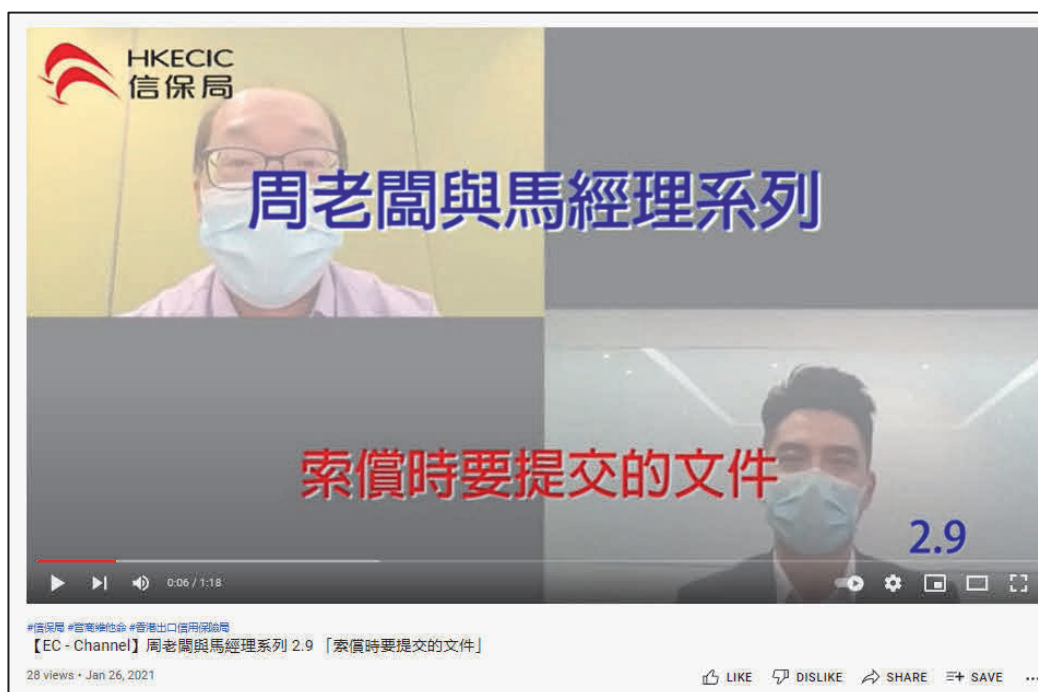 HKECIC
信保局
周老闆與馬經理系列
索償時要提交的文件
2.9
0:06 / 1:18
#信保局 #營商維他命 #香港出口信用保險局
【EC - Channel】周老闆與馬經理系列 2.9 「索償時要提交的文件」
28 views • Jan 26, 2021
LIKE DISLIKE SHARE SAVE ...